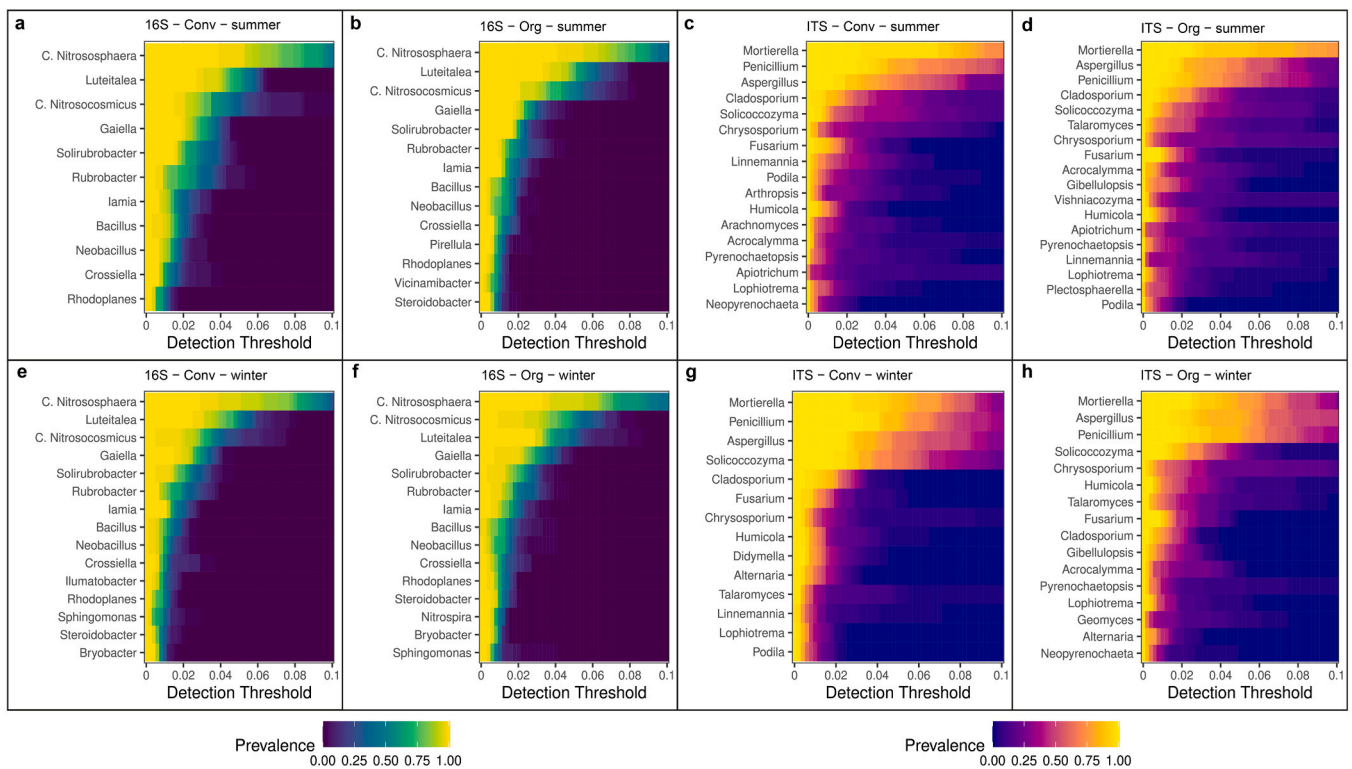 a 16S − Conv − summer
C. Nitrososphaera
Luteitalea
C. Nitrosocosmicus
Gaiella
Solirubrobacter
Rubrobacter
Iamia
Bacillus
Neobacillus
Crossiella
Rhodoplanes
0 0.02 0.04 0.06 0.08 0.1
Detection Threshold
b 16S − Org − summer
C. Nitrososphaera
Luteitalea
C. Nitrosocosmicus
Gaiella
Solirubrobacter
Rubrobacter
Iamia
Bacillus
Neobacillus
Crossiella
Pirellula
Rhodoplanes
Vicinamibacter
Steroidobacter
0 0.02 0.04 0.06 0.08 0.1
Detection Threshold
c ITS − Conv − summer
Mortierella
Penicillium
Aspergillus
Cladosporium
Solicoccozyma
Chrysosporium
Fusarium
Linnemannia
Podila
Arthropsis
Humicola
Arachnomyces
Acrocalymma
Pyrenochaetopsis
Apiotrichum
Lophiotrema
Neopyrenochaeta
0 0.02 0.04 0.06 0.08 0.1
Detection Threshold
d ITS − Org − summer
Mortierella
Aspergillus
Penicillium
Cladosporium
Solicoccozyma
Talaromyces
Chrysosporium
Fusarium
Acrocalymma
Gibellulopsis
Vishniacozyma
Humicola
Apiotrichum
Pyrenochaetopsis
Linnemannia
Lophiotrema
Plectosphaerella
Podila
0 0.02 0.04 0.06 0.08 0.1
Detection Threshold
e 16S − Conv − winter
C. Nitrososphaera
Luteitalea
C. Nitrosocosmicus
Gaiella
Solirubrobacter
Rubrobacter
Iamia
Bacillus
Neobacillus
Crossiella
Ilumatobacter
Rhodoplanes
Sphingomonas
Steroidobacter
Bryobacter
0 0.02 0.04 0.06 0.08 0.1
Detection Threshold
f 16S − Org − winter
C. Nitrososphaera
C. Nitrosocosmicus
Luteitalea
Gaiella
Solirubrobacter
Rubrobacter
Iamia
Bacillus
Neobacillus
Crossiella
Rhodoplanes
Steroidobacter
Nitrospira
Bryobacter
Sphingomonas
0 0.02 0.04 0.06 0.08 0.1
Detection Threshold
g ITS − Conv − winter
Mortierella
Penicillium
Aspergillus
Solicoccozyma
Cladosporium
Fusarium
Chrysosporium
Humicola
Didymella
Alternaria
Talaromyces
Linnemannia
Lophiotrema
Podila
0 0.02 0.04 0.06 0.08 0.1
Detection Threshold
h ITS − Org − winter
Mortierella
Aspergillus
Penicillium
Solicoccozyma
Chrysosporium
Humicola
Talaromyces
Fusarium
Cladosporium
Gibellulopsis
Acrocalymma
Pyrenochaetopsis
Lophiotrema
Geomyces
Alternaria
Neopyrenochaeta
0 0.02 0.04 0.06 0.08 0.1
Detection Threshold
Prevalence
0.00 0.25 0.50 0.75 1.00
Prevalence
0.00 0.25 0.50 0.75 1.00